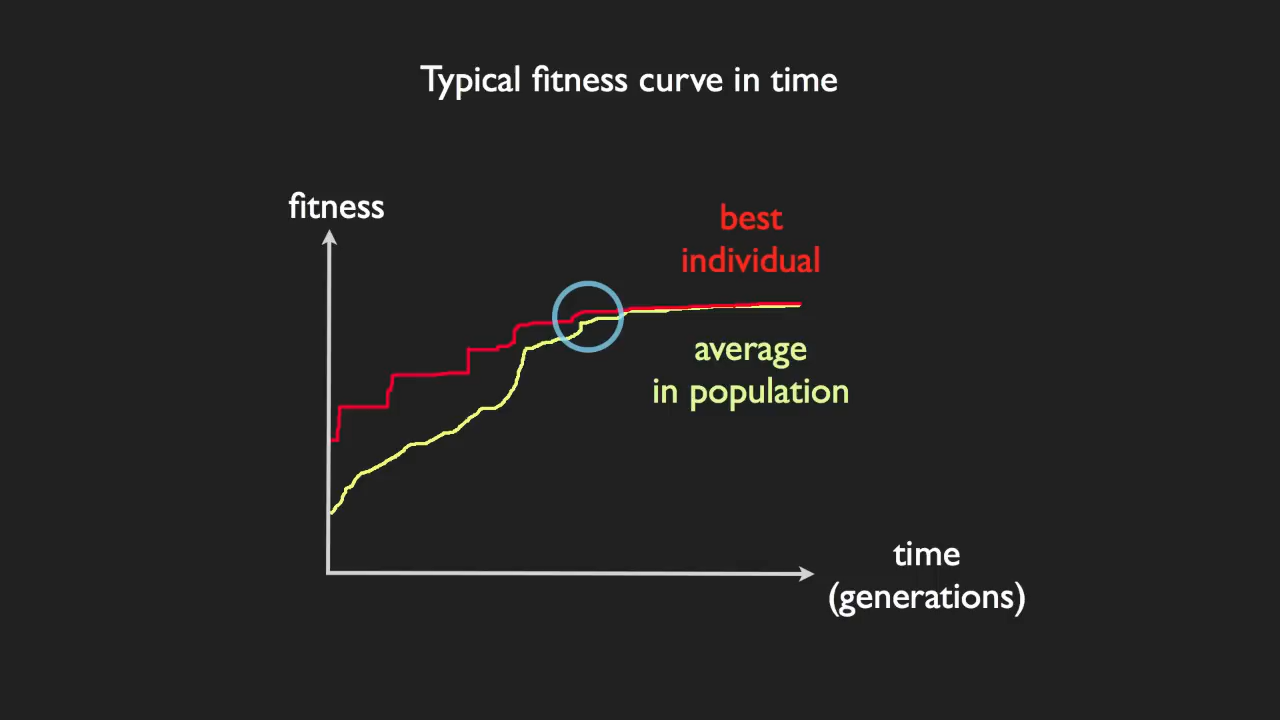 Typical fitness curve in time
fitness
best
individual
average
in population
time
(generations)